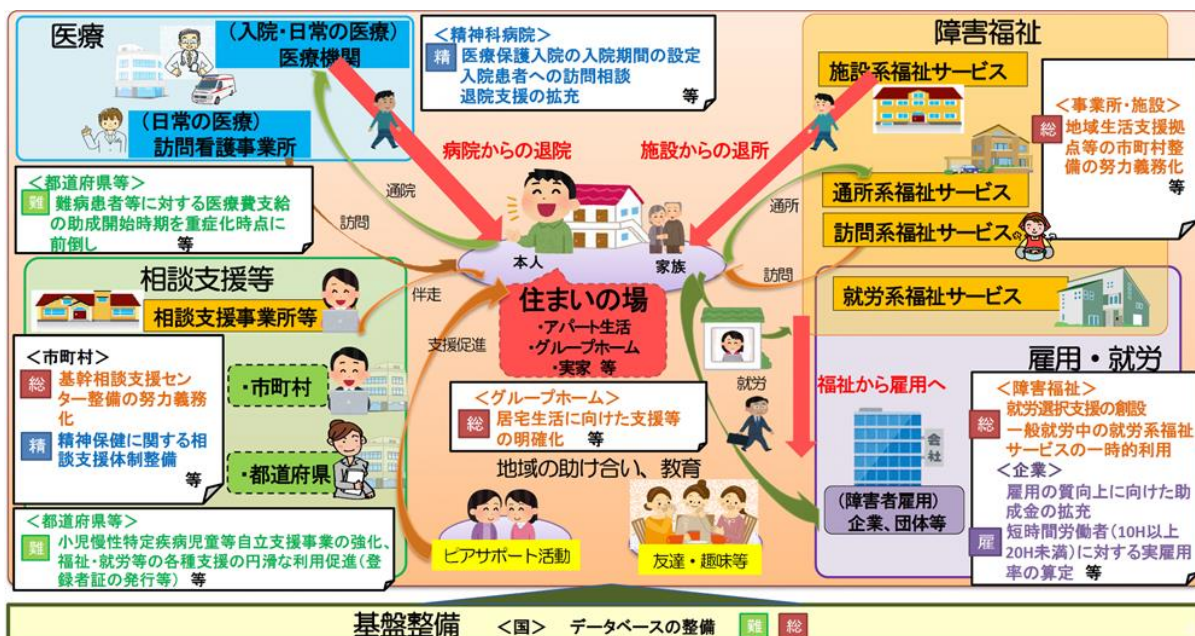 医療
(入院・日常の医療)
医療機関
(日常の医療)
訪問看護事業所
＜精神科病院＞
精 医療保護入院の入院期間の設定
入院患者への訪問相談
退院支援の拡充 等
障害福祉
施設系福祉サービス
通所系福祉サービス
訪問系福祉サービス
就労系福祉サービス
＜事業所・施設＞
総 地域生活支援拠
点等の市町村整
備の努力義務化
等
病院からの退院
施設からの退所
通院
訪問
通所
訪問
＜都道府県等＞
難 難病患者等に対する医療費支給
の助成開始時期を重症化時点に
前倒し 等
本人
家族
住まいの場
・アパート生活
・グループホーム
・実家 等
相談支援等
相談支援事業所等
伴走
支援促進
＜市町村＞
総 基幹相談支援セン
ター整備の努力義務
化
精 精神保健に関する相
談支援体制整備
等
・市町村
・都道府県
＜都道府県等＞
難 小児慢性特定疾病児童等自立支援事業の強化、
福祉・就労等の各種支援の円滑な利用促進(登
録者証の発行等) 等
＜グループホーム＞
総 居宅生活に向けた支援等
の明確化 等
地域の助け合い、教育
ピアサポート活動
友達・趣味等
就労
福祉から雇用へ
雇用・就労
会社
(障害者雇用)
企業、団体等
＜障害福祉＞
総 就労選択支援の創設
一般就労中の就労系福祉
サービスの一時的利用
＜企業＞
雇用の質向上に向けた助
成金の拡充
雇 短時間労働者(10H以上
20H未満)に対する実雇用
率の算定 等
基盤整備 ＜国＞ データベースの整備 難 総